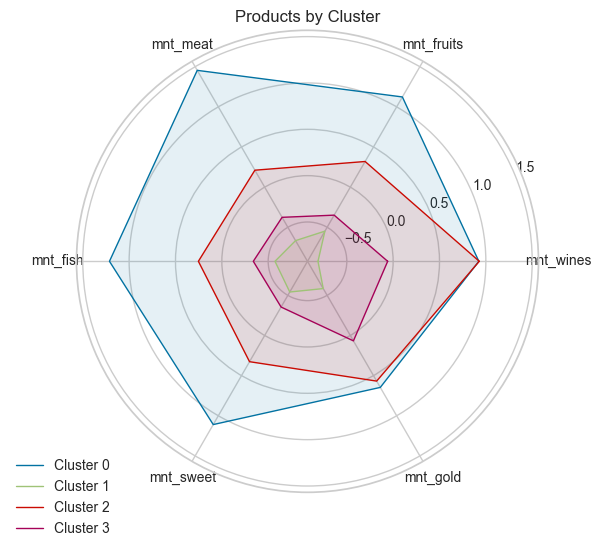 Products by Cluster
mnt_meat
mnt_fruits
1.5
1.0
0.5
0.0
−0.5
mnt_fish
mnt_wines
mnt_sweet
mnt_gold
Cluster 0
Cluster 1
Cluster 2
Cluster 3